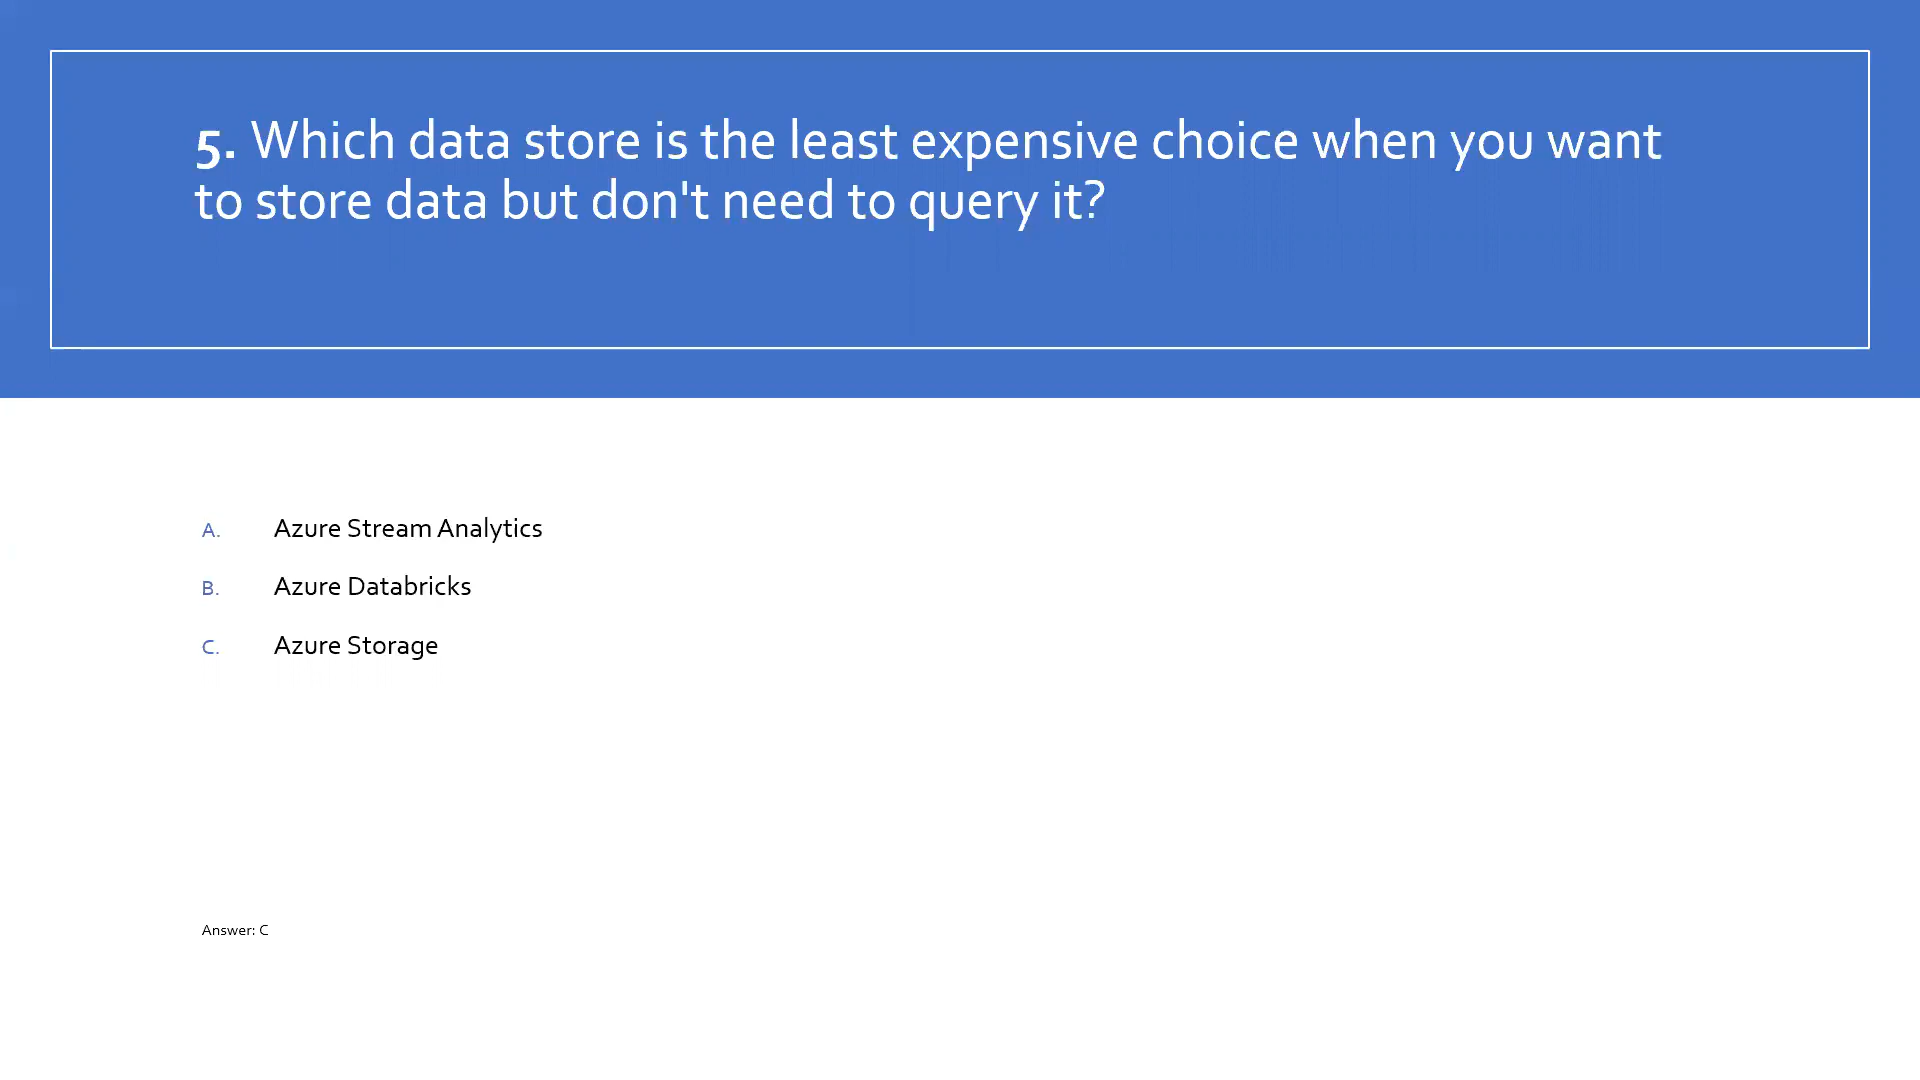 5. Which data store is the least expensive choice when you want
to store data but don't need to query it?
A. Azure Stream Analytics
B. Azure Databricks
C. Azure Storage
Answer: C